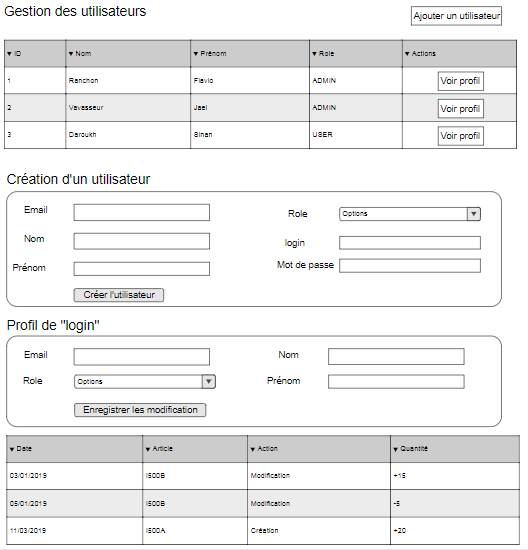 Gestion des utilisateurs
Ajouter un utilisateur
▼ ID ▼ Nom ▼ Prénom ▼ Role ▼ Actions
1 Ranchon Flavio ADMIN Voir profil
2 Vavasseur Jael ADMIN Voir profil
3 Daroukh Sinan USER Voir profil
Création d'un utilisateur
Email Role Options
Nom login
Prénom Mot de passe
Créer l'utilisateur
Profil de "login"
Email Nom
Role Options Prénom
Enregistrer les modification
▼ Date ▼ Article ▼ Action ▼ Quantité
03/01/2019 I500B Modification +15
05/01/2019 I500B Modification -5
11/03/2019 I500A Création +20